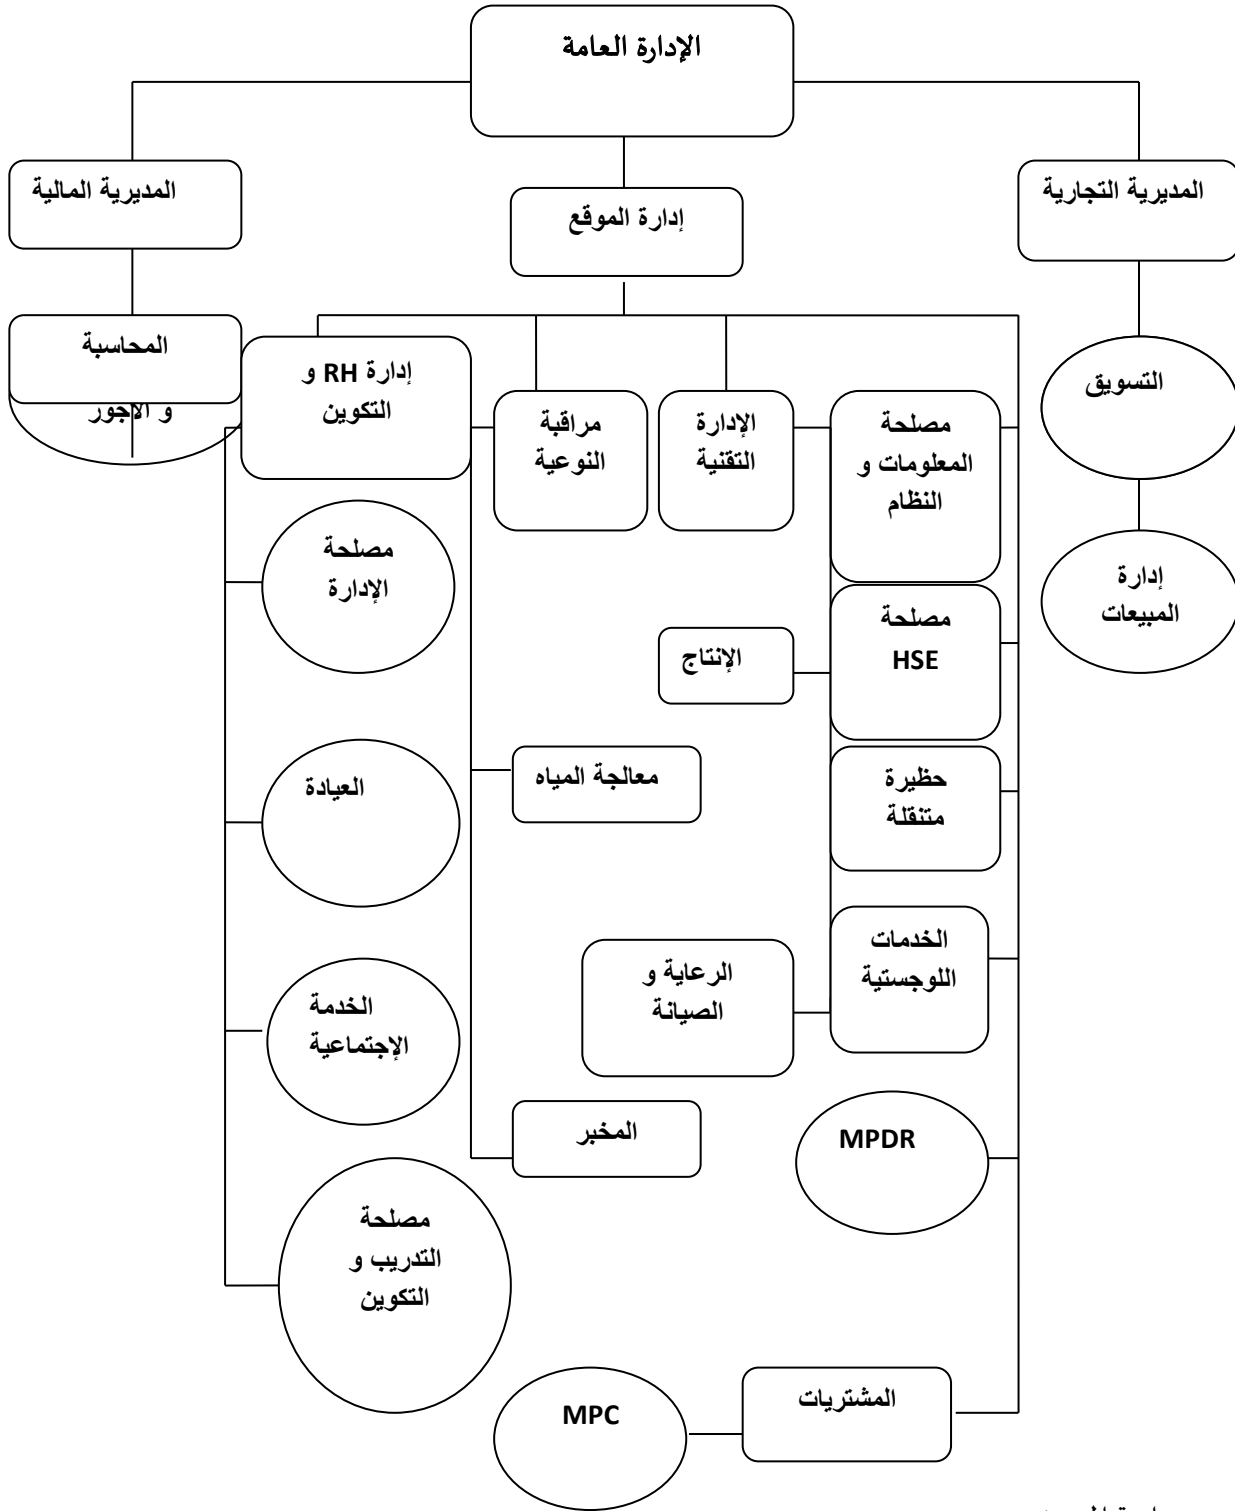 الإدارة العامة
المديرية التجارية
إدارة الموقع
المديرية المالية
التسويق
إدارة
المبيعات
مصلحة
المعلومات و
النظام
الإدارة
التقنية
مراقبة
النوعية
إدارة RH و
التكوين
المحاسبة
و الأجور
مصلحة
HSE
الإنتاج
مصلحة
الإدارة
حظيرة
متنقلة
معالجة المياه
العيادة
الخدمات
اللوجستية
الرعاية و
الصيانة
الخدمة
الإجتماعية
MPDR
المخبر
مصلحة
التدريب و
التكوين
المشتريات
MPC